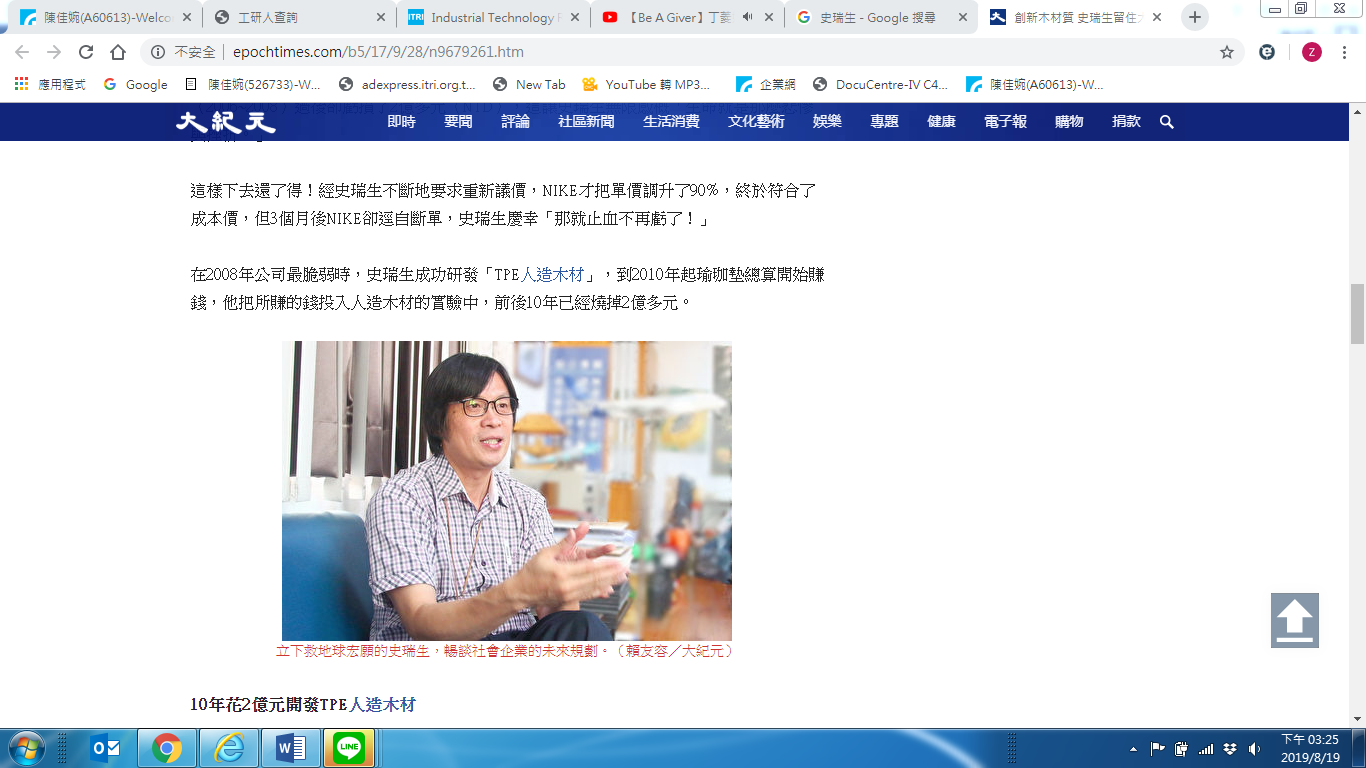 陳佳婉(A60613)-Welco
工研人查詢
Industrial Technology R
【Be A Giver】丁菱
史瑞生 - Google 搜尋
創新木材質 史瑞生留住大
不安全
epochtimes.com/b5/17/9/28/n9679261.htm
Z
應用程式
Google
陳佳婉(526733)-W...
adexpress.itri.org.t...
New Tab
YouTube 轉 MP3...
企業網
DocuCentre-IV C4...
陳佳婉(A60613)-W...
大紀元
即時
要聞
評論
社區新聞
生活消費
文化藝術
娛樂
專題
健康
電子報
購物
捐款
這樣下去還了得！經史瑞生不斷地要求重新議價，NIKE才把單價調升了90%，終於符合了
成本價，但3個月後NIKE卻逕自斷單，史瑞生慶幸「那就止血不再虧了！」
在2008年公司最脆弱時，史瑞生成功研發「TPE人造木材」，到2010年起瑜珈墊總算開始賺
錢，他把所賺的錢投入人造木材的實驗中，前後10年已經燒掉2億多元。
立下救地球宏願的史瑞生，暢談社會企業的未來規劃。（賴友容／大紀元）
10年花2億元開發TPE人造木材
LINE
下午 03:25
2019/8/19